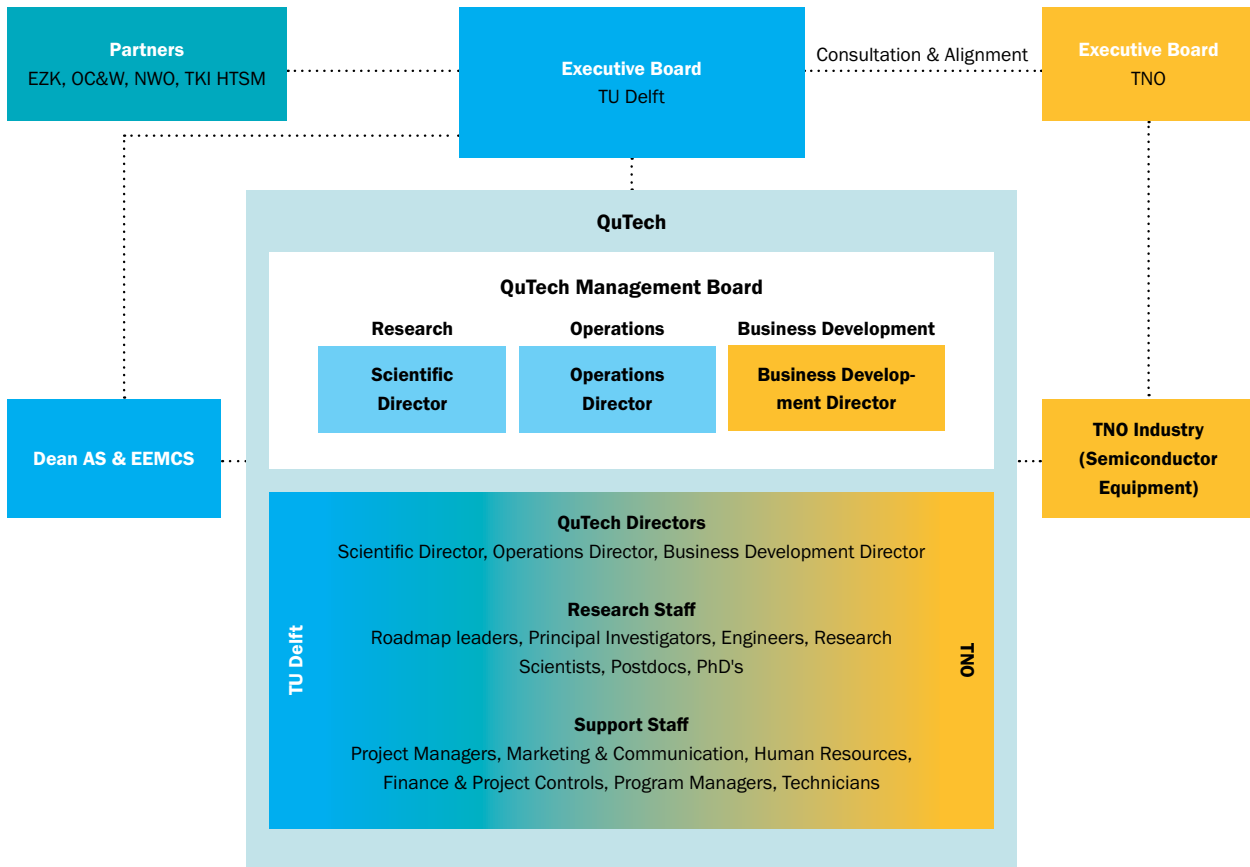 Partners
EZK, OC&W, NWO, TKI HTSM
Executive Board
TU Delft
Consultation & Alignment
Executive Board
TNO
QuTech
QuTech Management Board
Research
Operations
Business Development
Scientific
Director
Operations
Director
Business Develop-
ment Director
Dean AS & EEMCS
TNO Industry
(Semiconductor
Equipment)
QuTech Directors
Scientific Director, Operations Director, Business Development Director
Research Staff
Roadmap leaders, Principal Investigators, Engineers, Research
Scientists, Postdocs, PhD's
Support Staff
Project Managers, Marketing & Communication, Human Resources,
Finance & Project Controls, Program Managers, Technicians
TU Delft
TNO